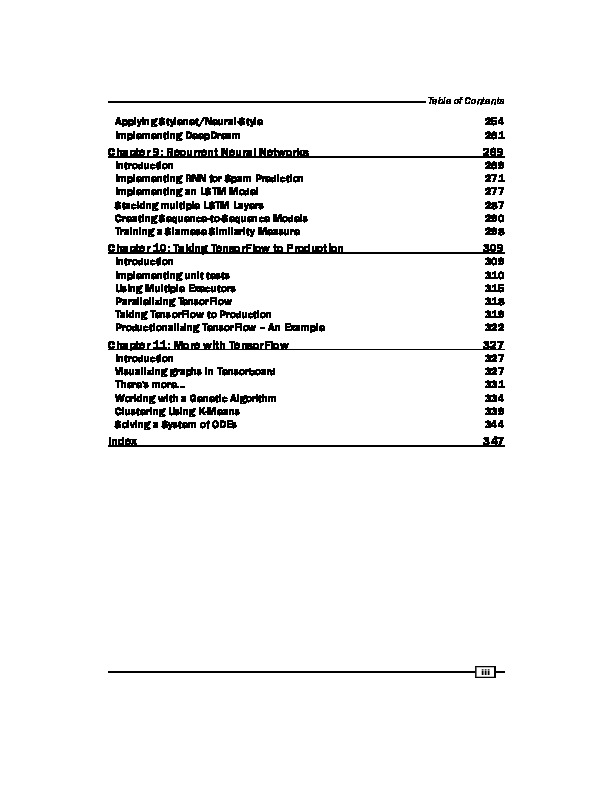 Table of Contents
Applying Stylenet/Neural-Style 254
Implementing DeepDream 261
Chapter 9: Recurrent Neural Networks 269
Introduction 269
Implementing RNN for Spam Prediction 271
Implementing an LSTM Model 277
Stacking multiple LSTM Layers 287
Creating Sequence-to-Sequence Models 290
Training a Siamese Similarity Measure 298
Chapter 10: Taking TensorFlow to Production 309
Introduction 309
Implementing unit tests 310
Using Multiple Executors 315
Parallelizing TensorFlow 318
Taking TensorFlow to Production 319
Productionalizing TensorFlow – An Example 322
Chapter 11: More with TensorFlow 327
Introduction 327
Visualizing graphs in Tensorboard 327
There's more… 331
Working with a Genetic Algorithm 334
Clustering Using K-Means 339
Solving a System of ODEs 344
Index 347
iii